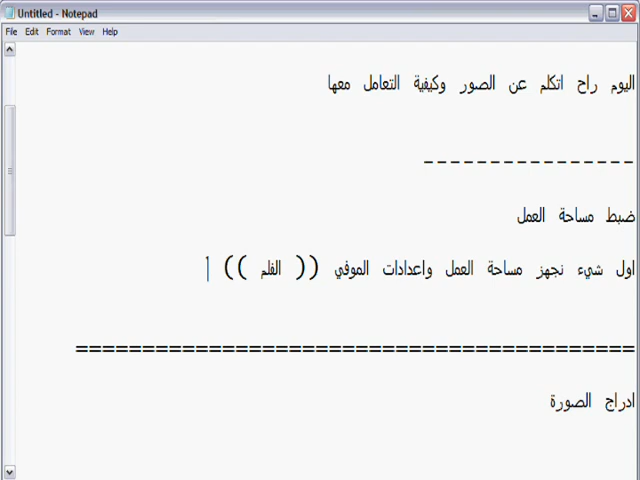 Untitled - Notepad
File Edit Format View Help
اليوم راح اتكلم عن الصور وكيفية التعامل معها
----------------
ضبط مساحة العمل
اول شيء نجهز مساحة العمل واعدادات الموفي (( الفلم )) أ
==========================================
ادراج الصورة